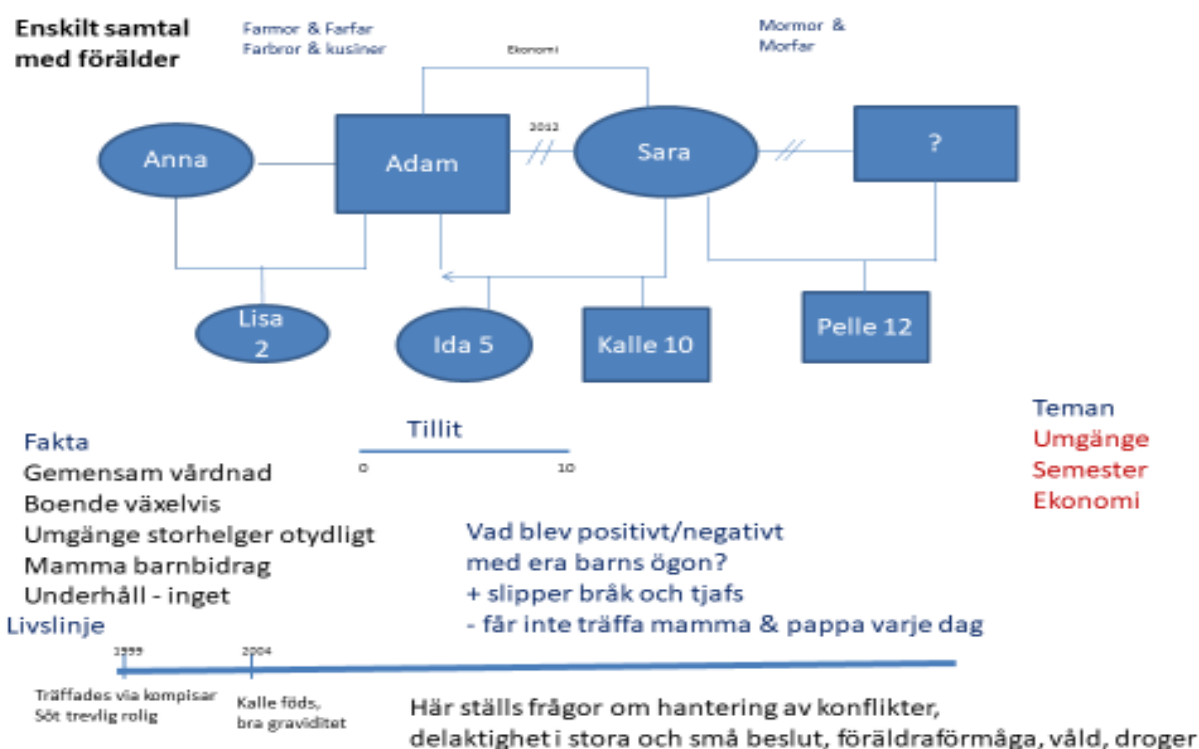 Enskilt samtal
med förälder
Farmor & Farfar
Farbror & kusiner
Ekonomi
Mormor &
Morfar
Anna
Adam
2012
Sara
?
Lisa
2
Ida 5
Kalle 10
Pelle 12
Fakta
Gemensam vårdnad
Boende växelvis
Umgänge storhelger otydligt
Mamma barnbidrag
Underhåll - inget
Tillit
0
10
Teman
Umgänge
Semester
Ekonomi
Vad blev positivt/negativt
med era barns ögon?
+ slipper bråk och tjafs
- får inte träffa mamma & pappa varje dag
Livslinje
1999
2004
Träffades via kompisar
Söt trevlig rolig
Kalle föds,
bra graviditet
Här ställs frågor om hantering av konflikter,
delaktighet i stora och små beslut, föräldraförmåga, våld, droger